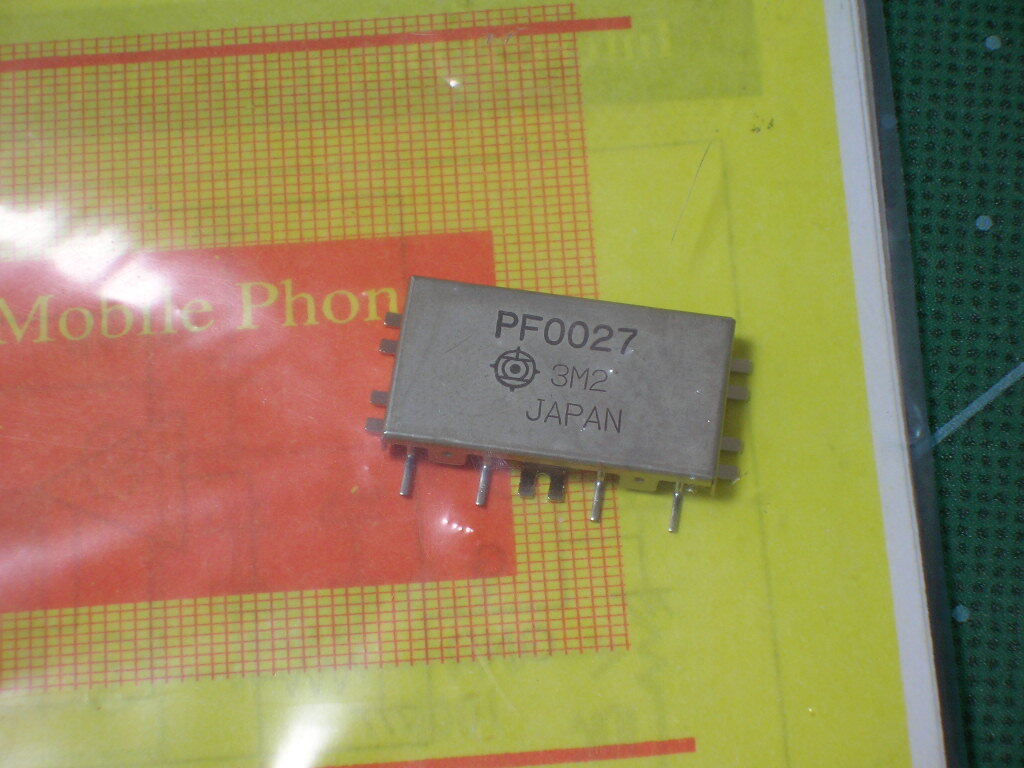 Mobile Phon
PF0027
3M2
JAPAN